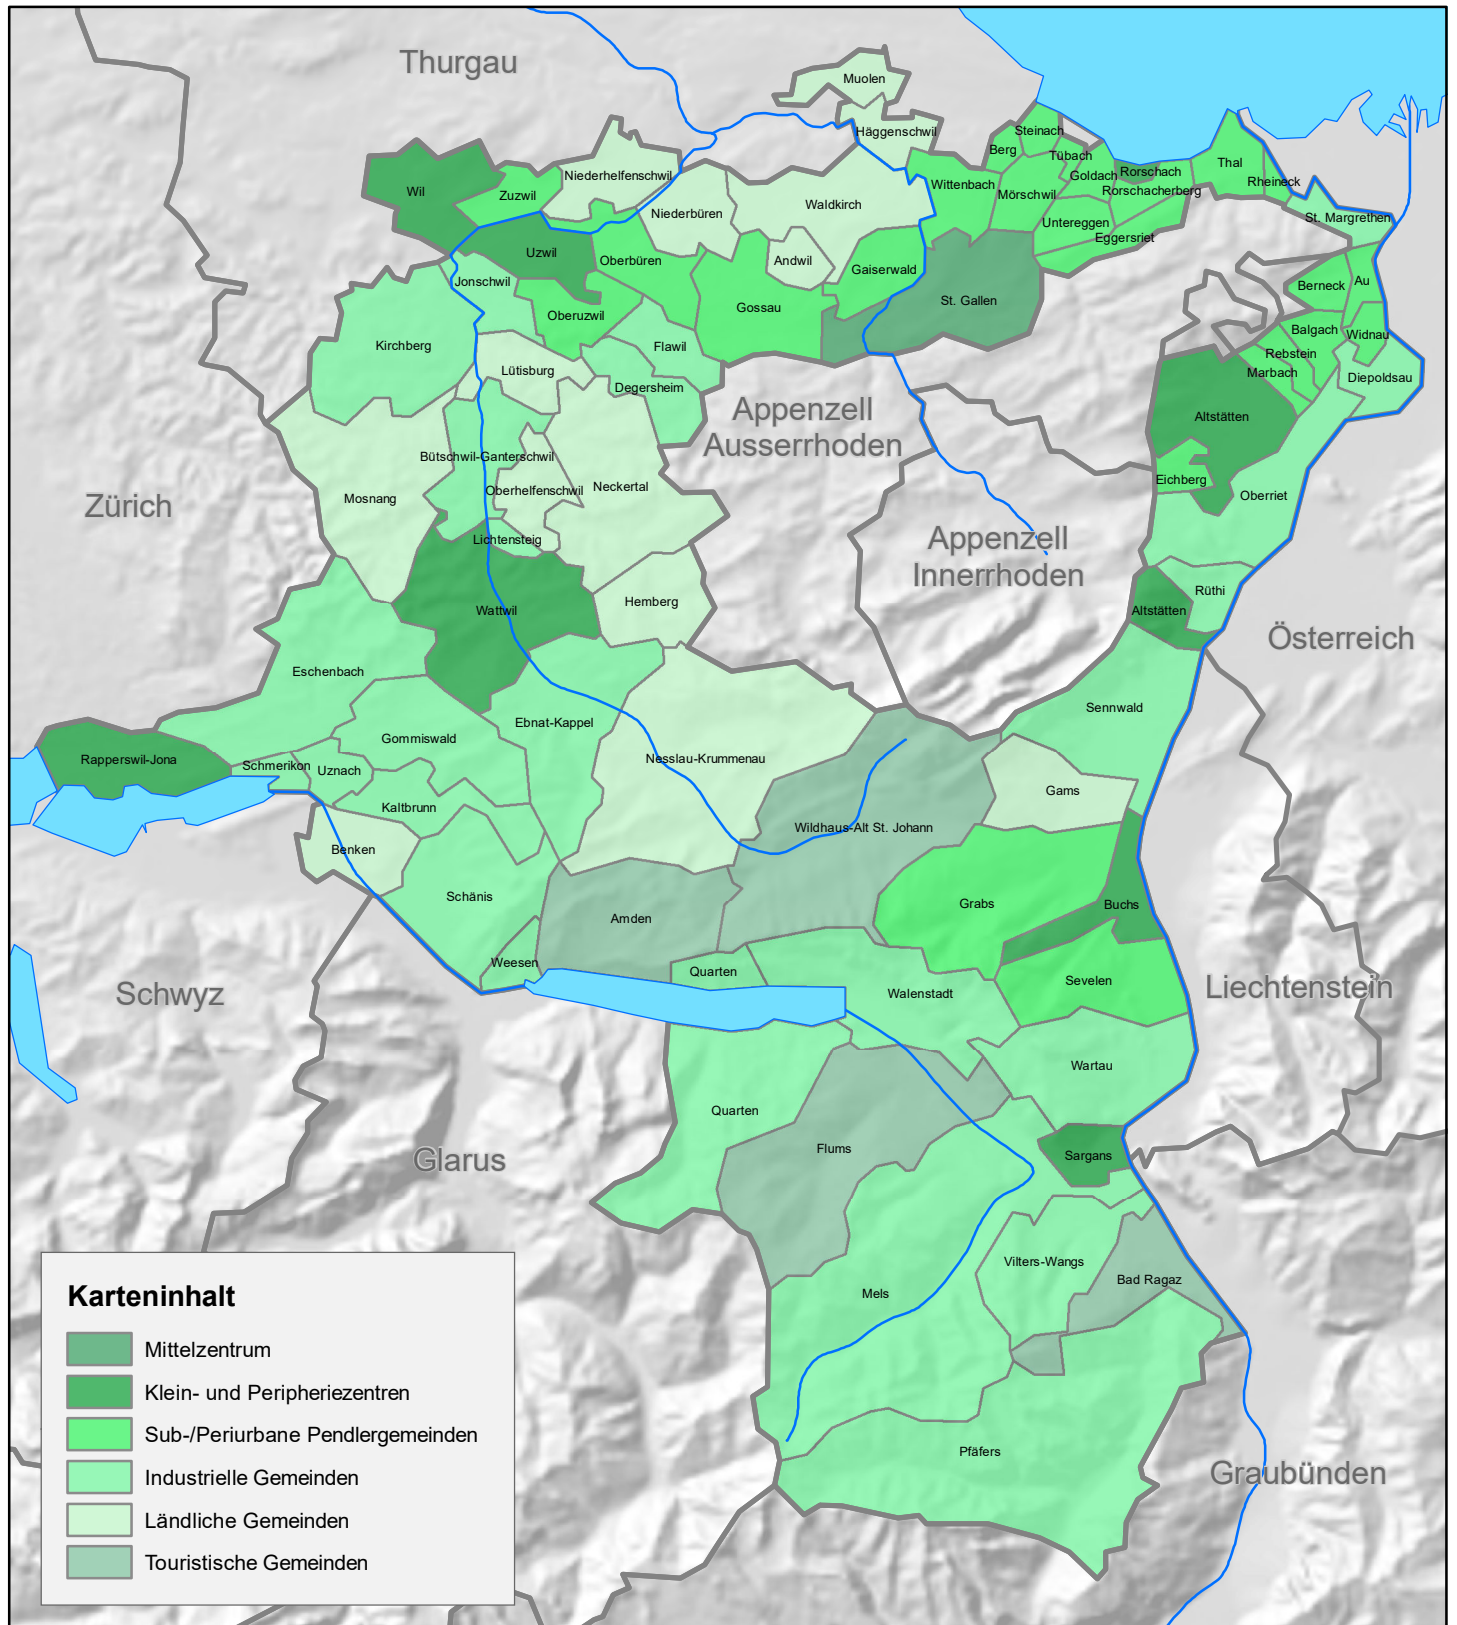 Thurgau
Muolen
Häggenschwil
Steinach
Berg
Tübach
Goldach
Rorschach
Rorschacherberg
Thal
Rheineck
St. Margrethen
Wil
Zuzwil
Niederhelfenschwil
Niederbüren
Waldkirch
Wittenbach
Mörschwil
Untereggen
Eggersriet
Uzwil
Oberbüren
Andwil
Gaiserwald
Jonschwil
Oberuzwil
Gossau
St. Gallen
Berneck
Au
Balgach
Widnau
Rebstein
Marbach
Diepoldsau
Kirchberg
Flawil
Lütisburg
Degersheim
Appenzell
Ausserrhoden
Altstätten
Bütschwil-Ganterschwil
Oberhelfenschwil
Neckertal
Mosnang
Zürich
Eichberg
Oberriet
Lichtensteig
Appenzell
Innerrhoden
Wattwil
Hemberg
Altstätten
Rüthi
Österreich
Eschenbach
Sennwald
Ebnat-Kappel
Gommiswald
Rapperswil-Jona
Schmerikon
Uznach
Nesslau-Krummenau
Gams
Kaltbrunn
Wildhaus-Alt St. Johann
Benken
Schänis
Amden
Grabs
Buchs
Weesen
Quarten
Walenstadt
Sevelen
Liechtenstein
Schwyz
Wartau
Quarten
Flums
Sargans
Glarus
Vilters-Wangs
Bad Ragaz
Mels
Pfäfers
Graubünden
Karteninhalt
Mittelzentrum
Klein- und Peripheriezentren
Sub-/Periurbane Pendlergemeinden
Industrielle Gemeinden
Ländliche Gemeinden
Touristische Gemeinden